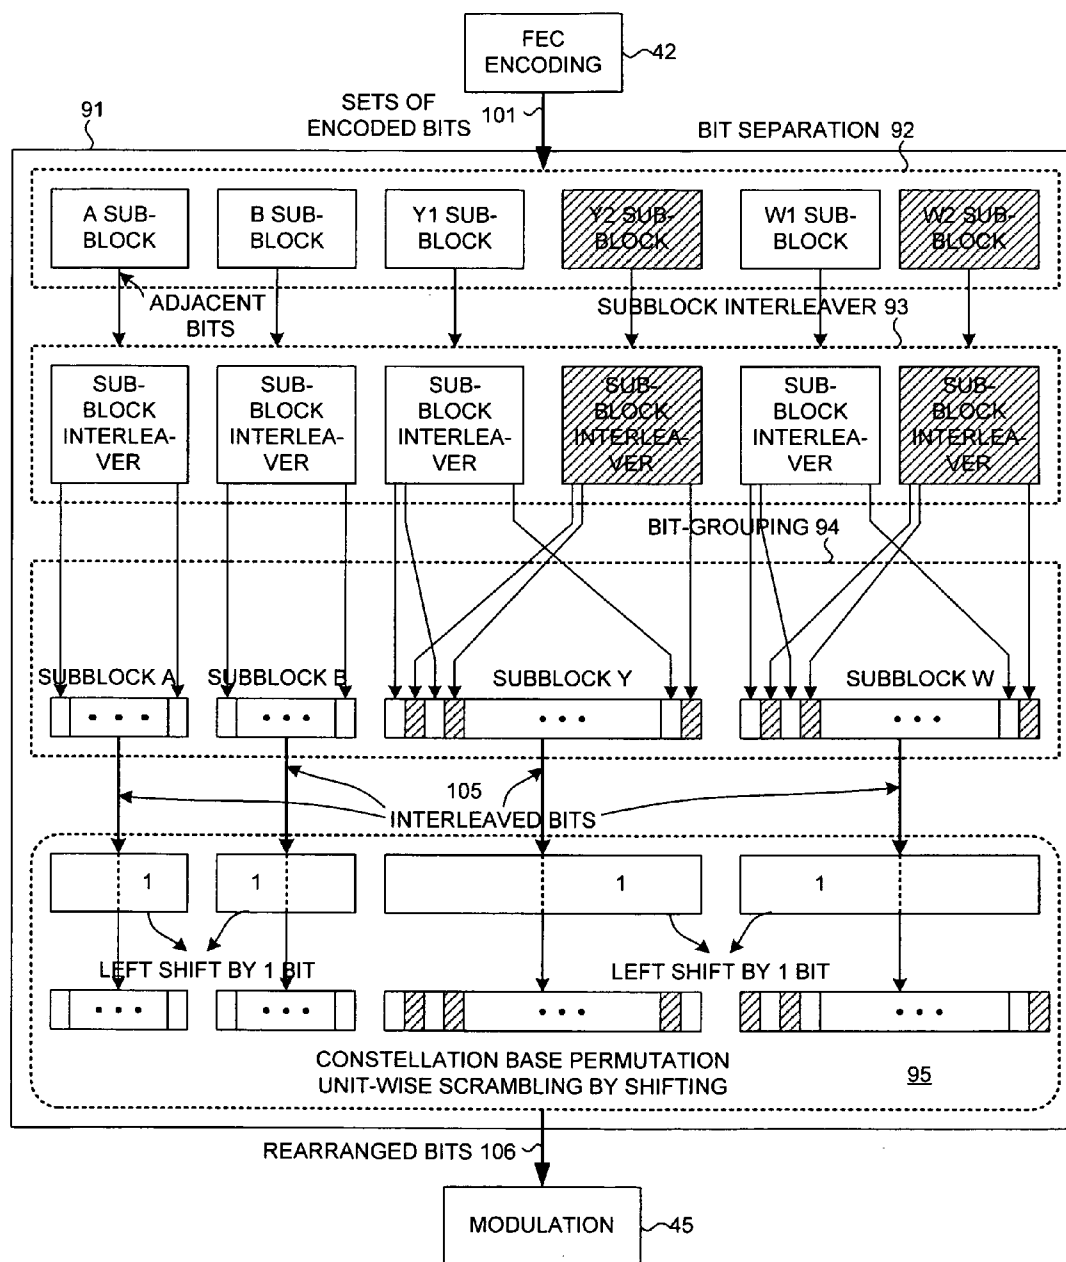 FEC
ENCODING
42
SETS OF
ENCODED BITS
101
91
BIT SEPARATION 92
A SUB-
BLOCK
B SUB-
BLOCK
Y1 SUB-
BLOCK
Y2 SUB-
BLOCK
W1 SUB-
BLOCK
W2 SUB-
BLOCK
ADJACENT
BITS
SUBBLOCK INTERLEAVER 93
SUB-
BLOCK
INTERLEA-
VER
SUB-
BLOCK
INTERLEA-
VER
SUB-
BLOCK
INTERLEA-
VER
SUB-
BLOCK
INTERLEA-
VER
SUB-
BLOCK
INTERLEA-
VER
SUB-
BLOCK
INTERLEA-
VER
BIT-GROUPING 94
SUBBLOCK A
SUBBLOCK B
SUBBLOCK Y
SUBBLOCK W
105
INTERLEAVED BITS
1
1
1
1
LEFT SHIFT BY 1 BIT
LEFT SHIFT BY 1 BIT
CONSTELLATION BASE PERMUTATION
UNIT-WISE SCRAMBLING BY SHIFTING
95
REARRANGED BITS 106
MODULATION
45